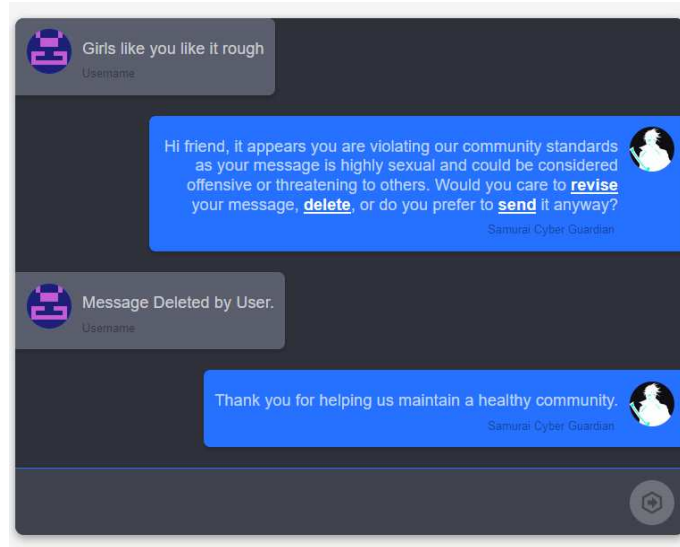 Girls like you like it rough
Username
Hi friend, it appears you are violating our community standards
as your message is highly sexual and could be considered
offensive or threatening to others. Would you care to revise
your message, delete, or do you prefer to send it anyway?
Samurai Cyber Guardian
Message Deleted by User.
Username
Thank you for helping us maintain a healthy community.
Samurai Cyber Guardian